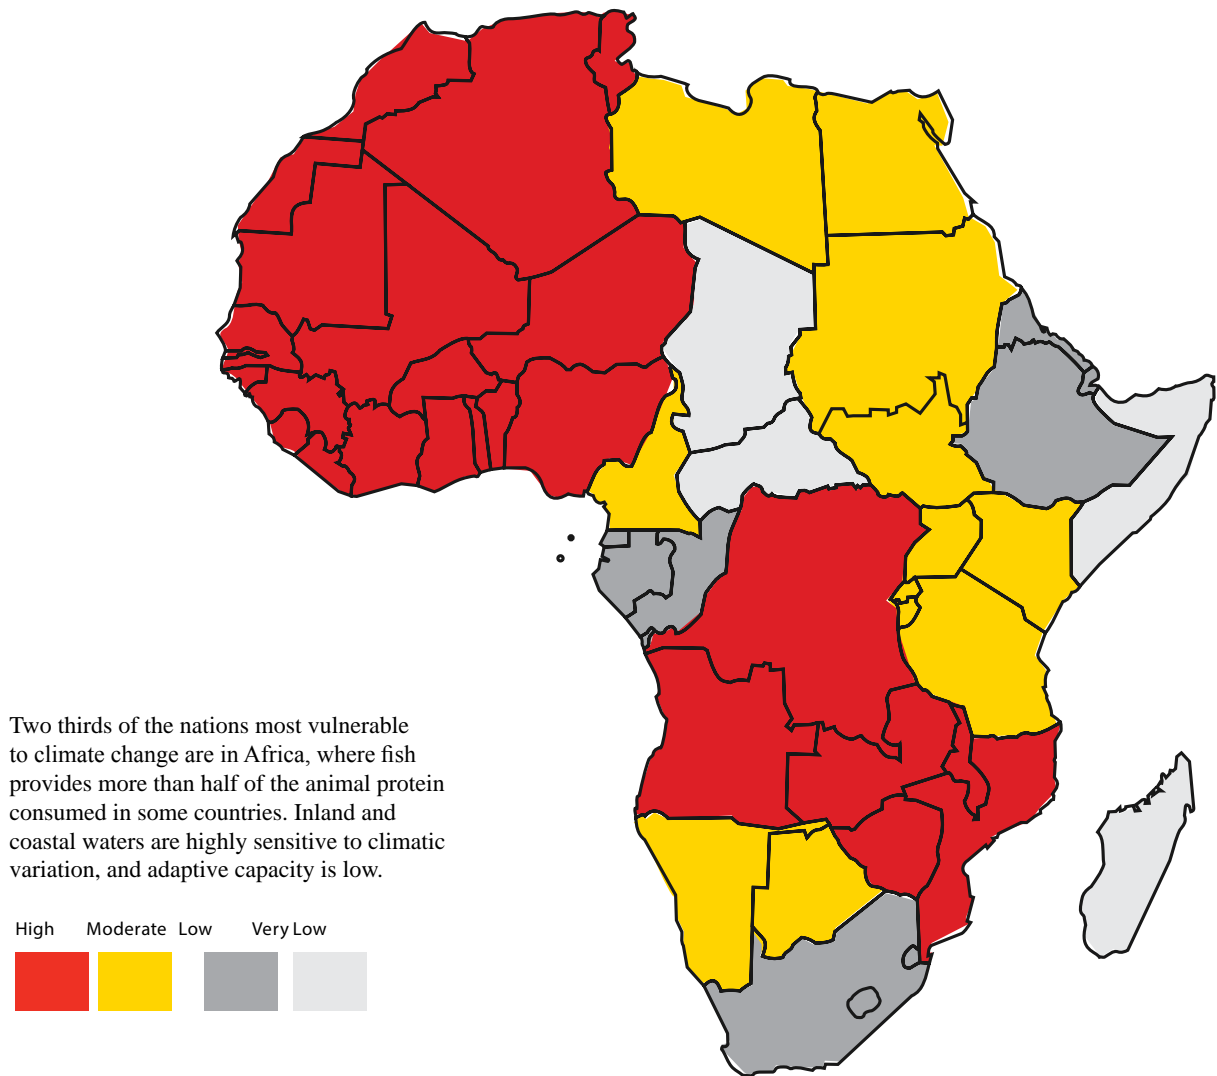 Two thirds of the nations most vulnerable
to climate change are in Africa, where fish
provides more than half of the animal protein
consumed in some countries. Inland and
coastal waters are highly sensitive to climatic
variation, and adaptive capacity is low.
High Moderate Low Very Low